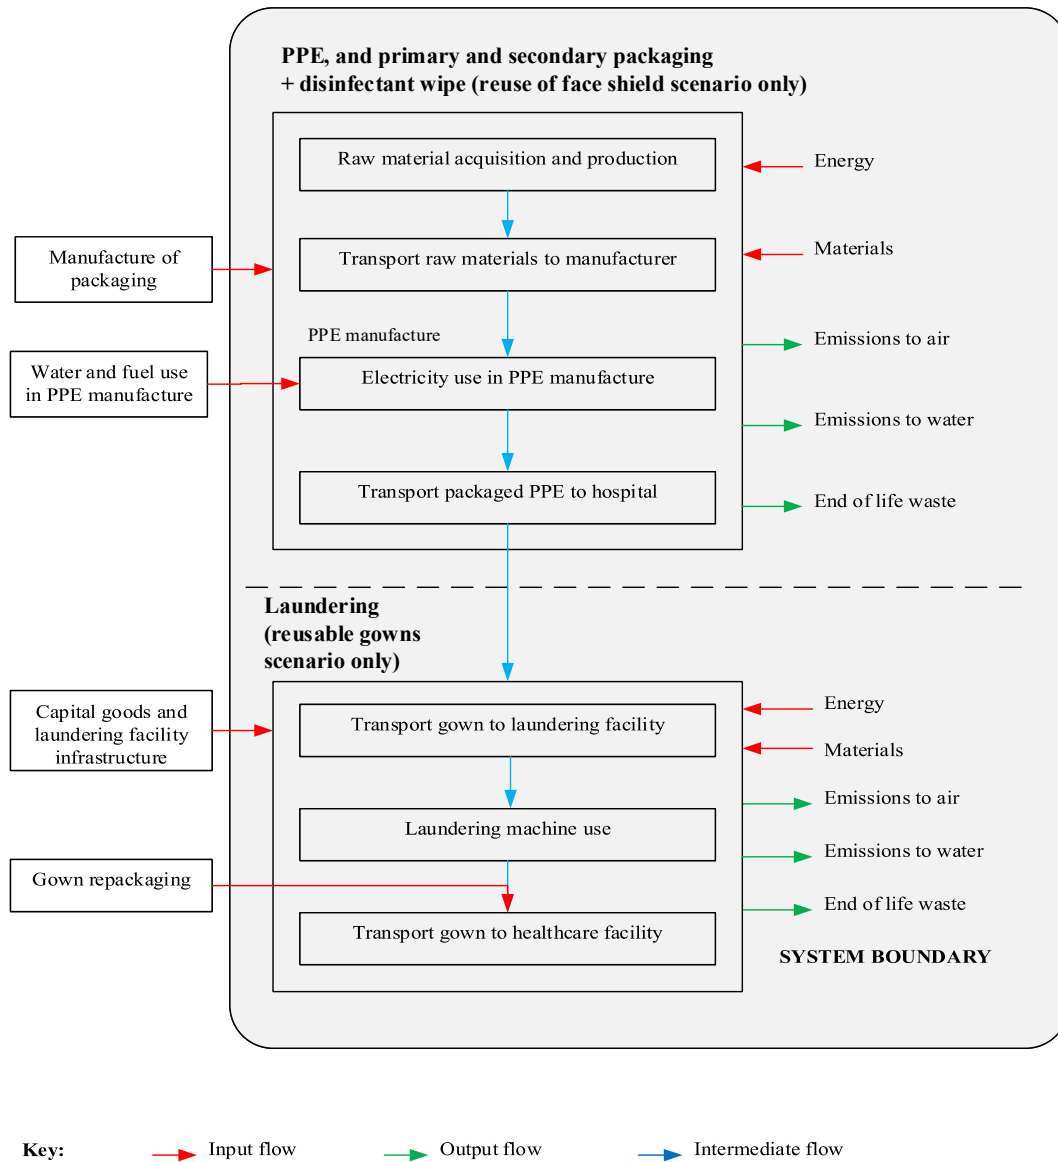 PPE, and primary and secondary packaging
+ disinfectant wipe (reuse of face shield scenario only)
Raw material acquisition and production
Energy
Manufacture of
packaging
Transport raw materials to manufacturer
Materials
PPE manufacture
Emissions to air
Water and fuel use
in PPE manufacture
Electricity use in PPE manufacture
Emissions to water
Transport packaged PPE to hospital
End of life waste
Laundering
(reusable gowns
scenario only)
Capital goods and
laundering facility
infrastructure
Transport gown to laundering facility
Energy
Materials
Emissions to air
Laundering machine use
Emissions to water
Gown repackaging
End of life waste
Transport gown to healthcare facility
SYSTEM BOUNDARY
Key:
Input flow
Output flow
Intermediate flow